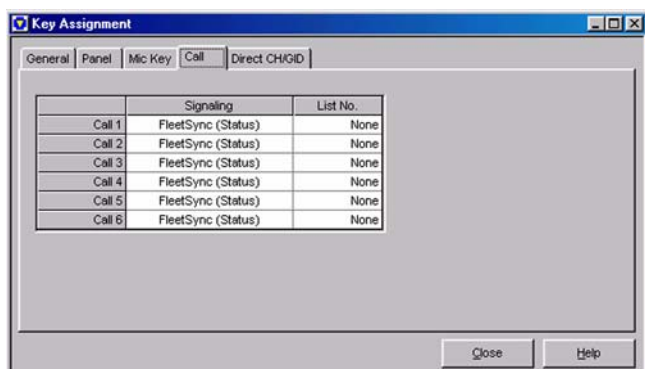 Key Assignment
General Panel Mic Key Call Direct CH/GID
Signaling List No.
Call 1 FleetSync (Status) None
Call 2 FleetSync (Status) None
Call 3 FleetSync (Status) None
Call 4 FleetSync (Status) None
Call 5 FleetSync (Status) None
Call 6 FleetSync (Status) None
Close Help